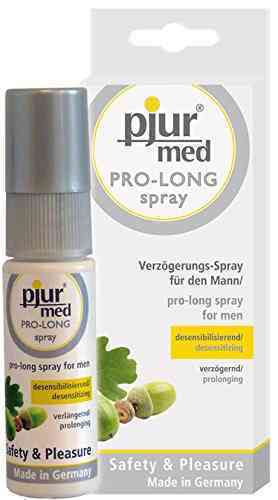 pjur®
med
PRO-LONG
spray
Verzögerungs-Spray
für den Mann/
pro-long spray
for men
desensibilisierend/
desensitizing
verzögernd/
prolonging
Safety & Pleasure
Made in Germany
pjur
med
PRO-LONG
spray
pro-long spray for men
desensibilisierend/
desensitizing
verlängernd/
prolonging
Safety & Pleasure
Made in Germany